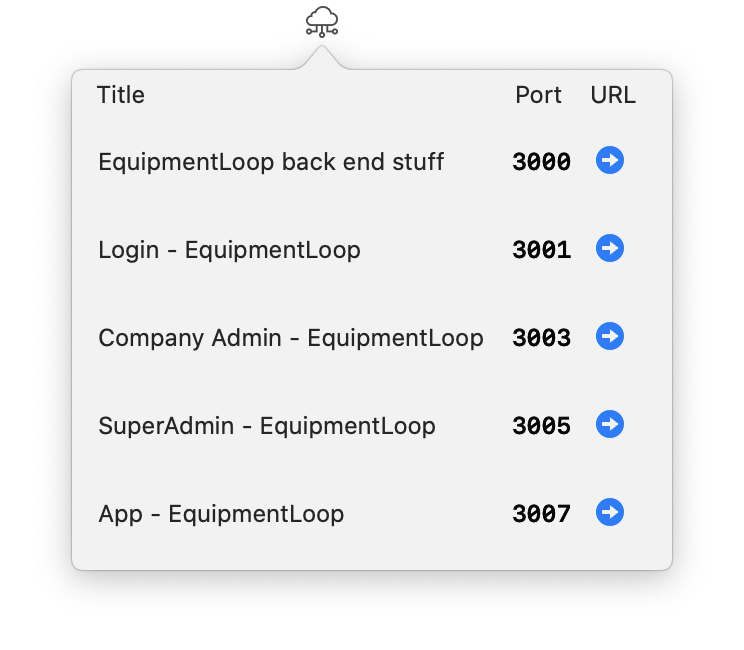 Title Port URL
EquipmentLoop back end stuff 3000
Login - EquipmentLoop 3001
Company Admin - EquipmentLoop 3003
SuperAdmin - EquipmentLoop 3005
App - EquipmentLoop 3007